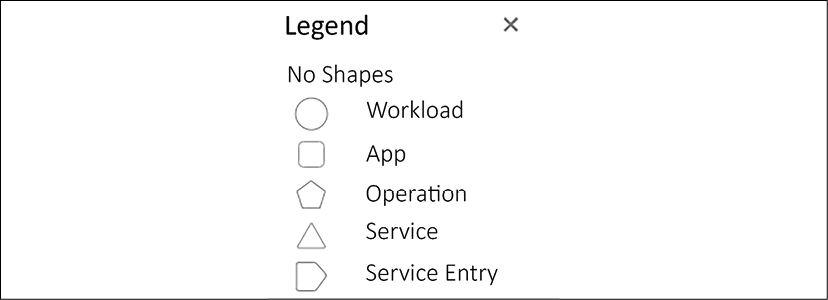 Legend
No Shapes
Workload
App
Operation
Service
Service Entry